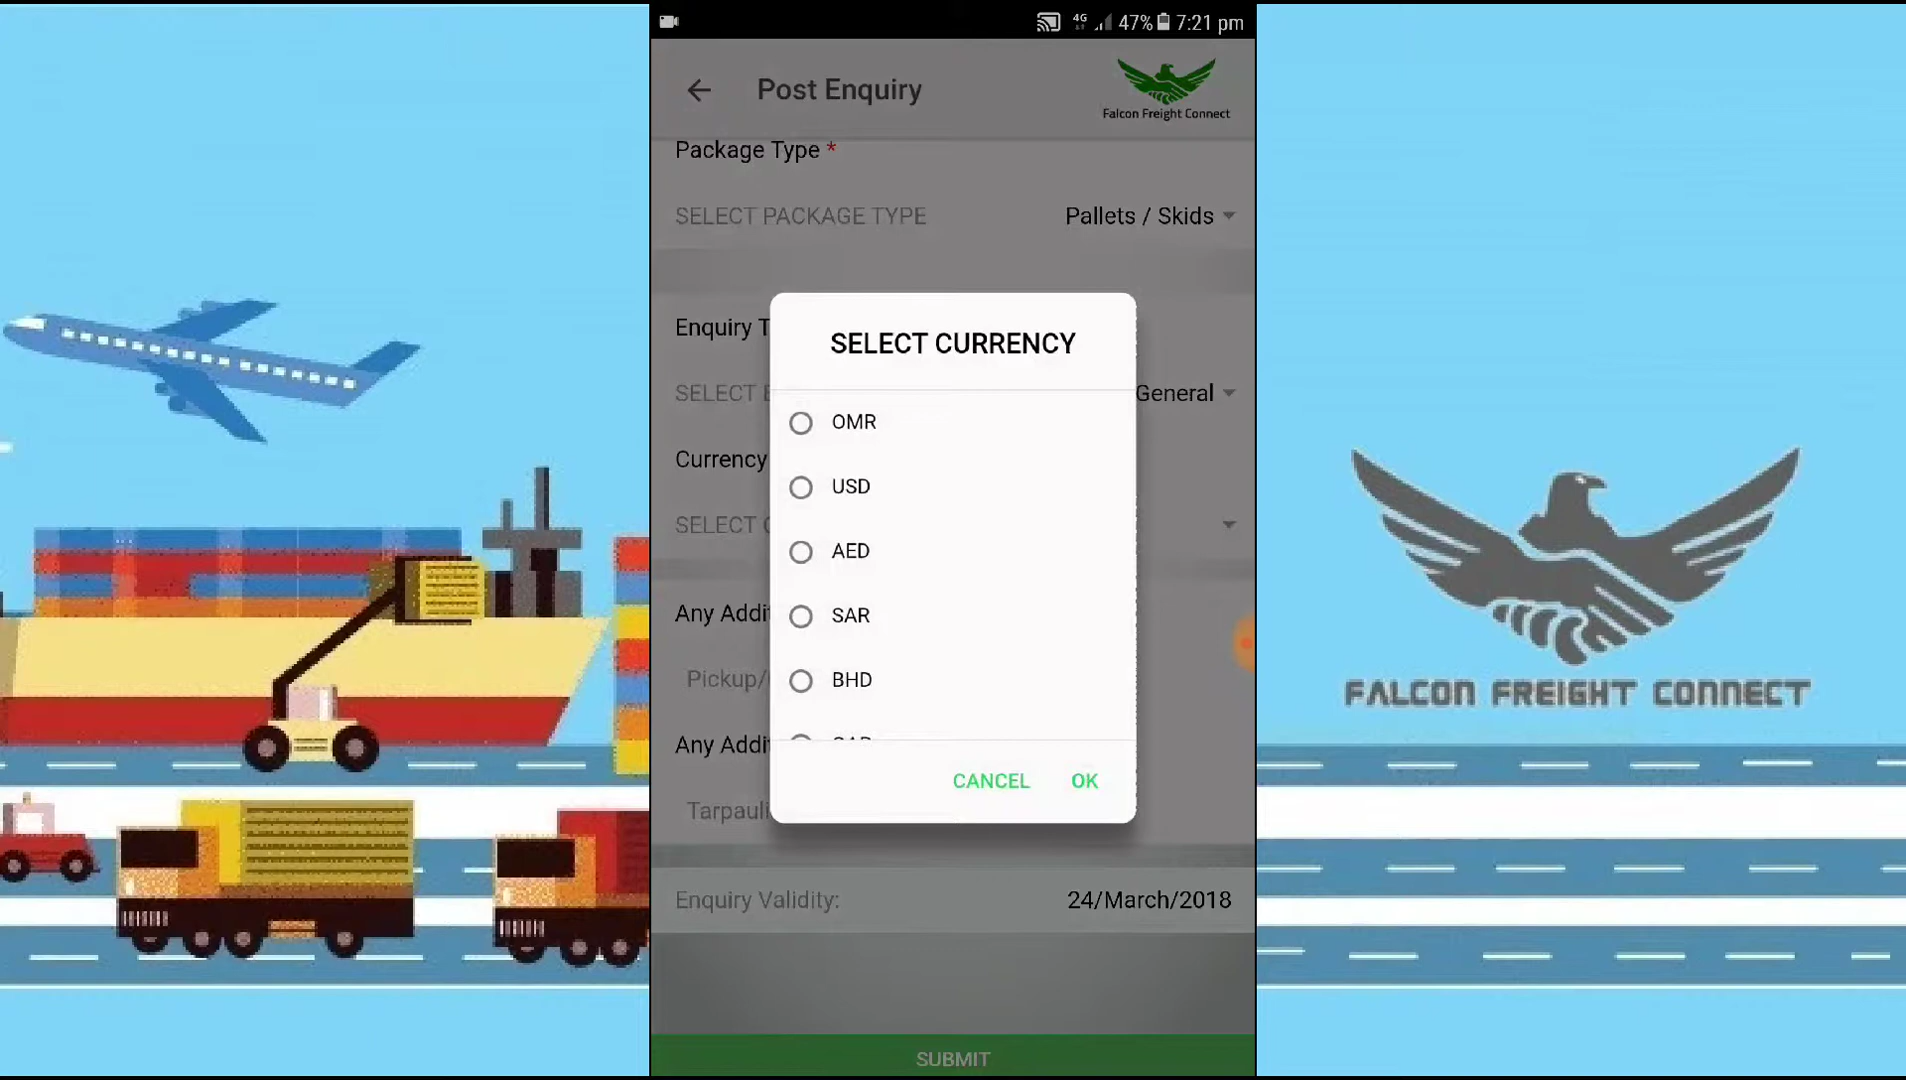 4G 47% 7:21 pm
Post Enquiry
Falcon Freight Connect
Package Type *
SELECT PACKAGE TYPE Pallets / Skids
Enquiry T
SELECT E General
Currency
SELECT C
Any Addi
Pickup/
Any Addi
Tarpauli
SELECT CURRENCY
OMR
USD
AED
SAR
BHD
CANCEL OK
Enquiry Validity: 24/March/2018
SUBMIT
FALCON FREIGHT CONNECT